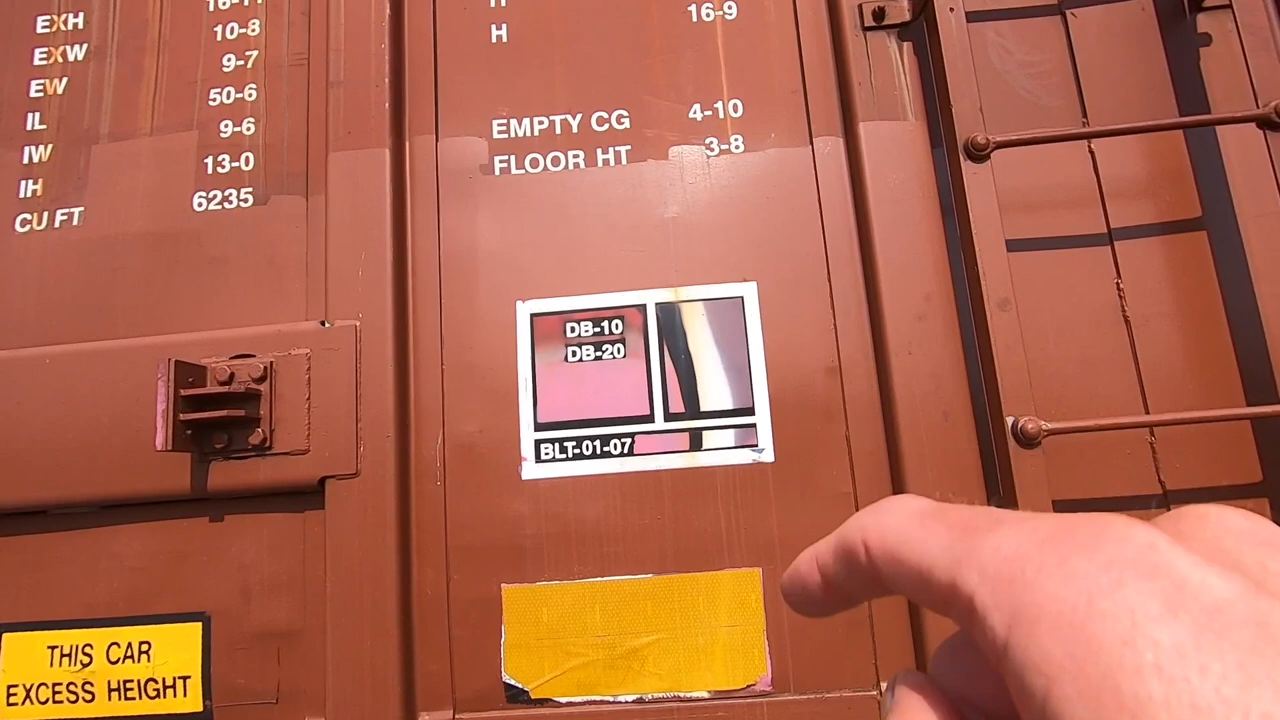 EXH
EXW 10-8
EW 9-7
IL 50-6
IW 9-6
IH 13-0
CU FT 6235
H 16-9
EMPTY CG 4-10
FLOOR HT 3-8
DB-10
DB-20
BLT-01-07
THIS CAR
EXCESS HEIGHT